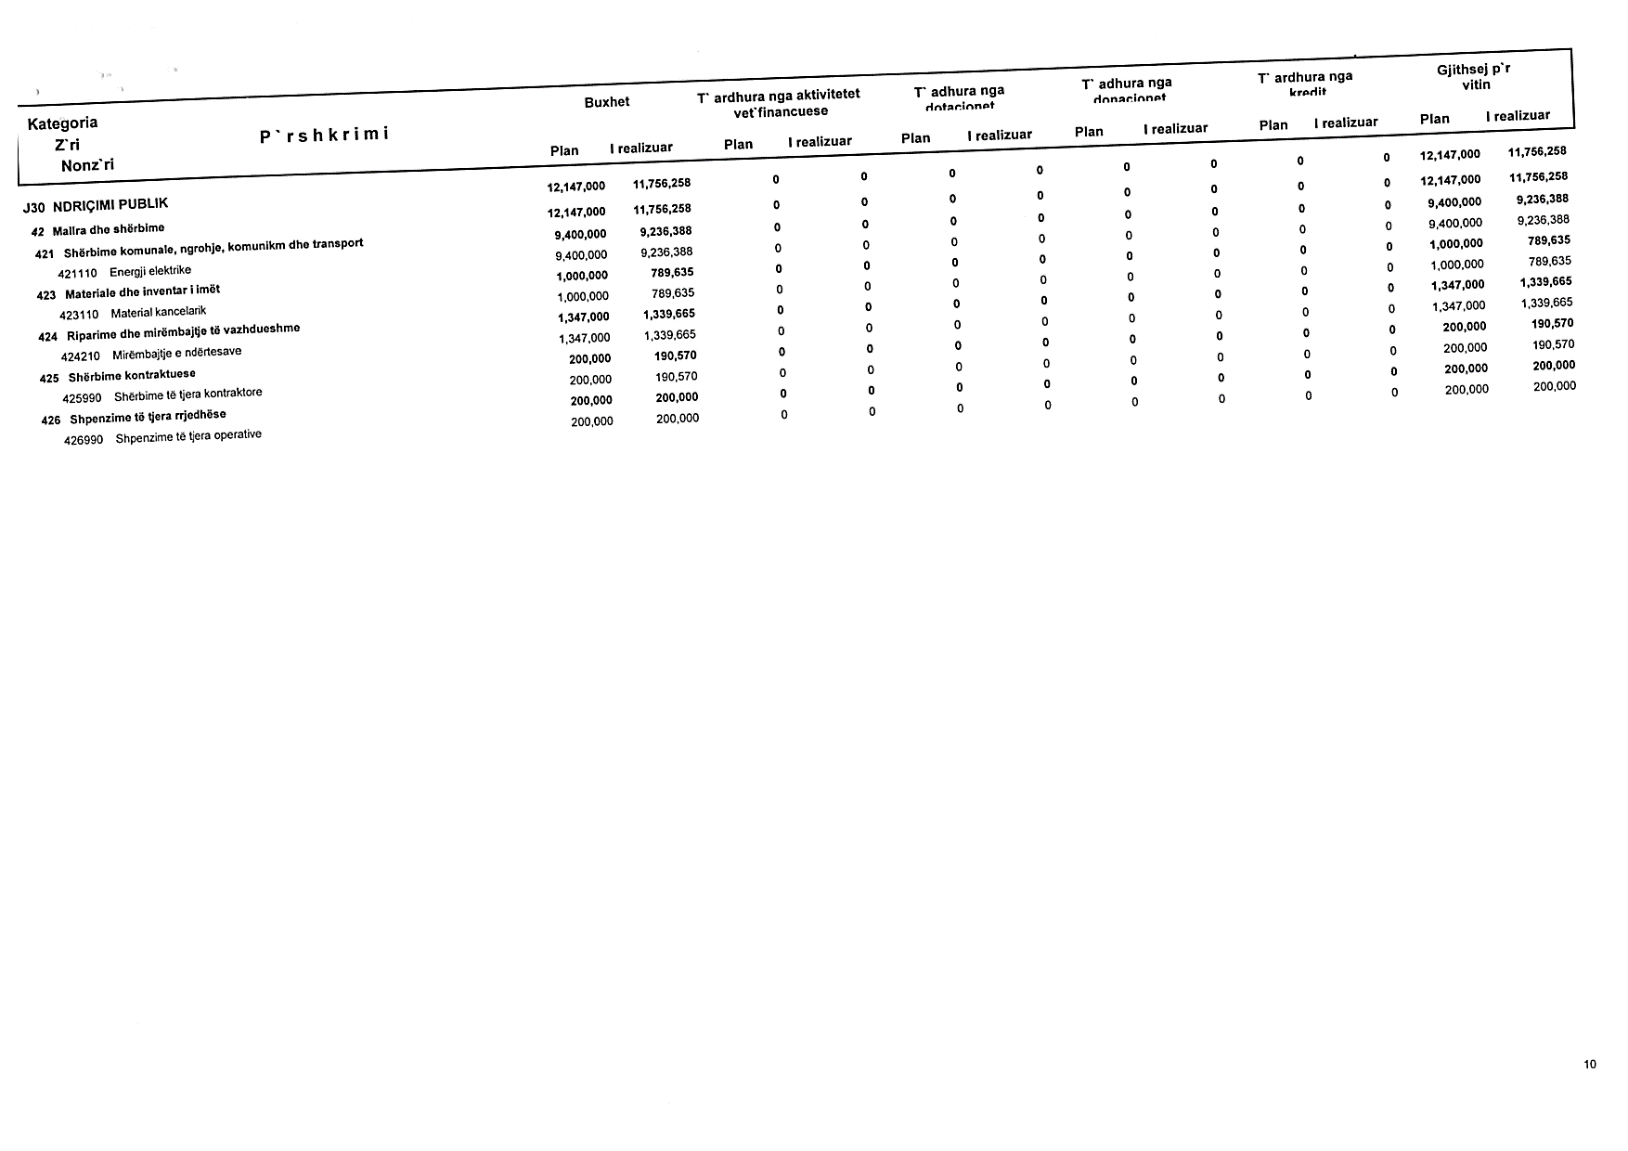 Kategoria
Z`ri
Nonz`ri
P`rshkrimi
Buxhet
T` ardhura nga aktivitetet
vet`financuese
T` adhura nga
dotacionet
T` adhura nga
donacionet
T` ardhura nga
kredit
Gjithsej p`r
vitin
Plan I realizuar Plan I realizuar Plan I realizuar Plan I realizuar Plan I realizuar Plan I realizuar
J30 NDRIÇIMI PUBLIK 12,147,000 11,756,258 0 0 0 0 0 0 0 0 12,147,000 11,756,258
42 Mallra dhe shërbime 12,147,000 11,756,258 0 0 0 0 0 0 0 0 12,147,000 11,756,258
421 Shërbime komunale, ngrohje, komunikm dhe transport 9,400,000 9,236,388 0 0 0 0 0 0 0 0 9,400,000 9,236,388
421110 Energji elektrike 9,400,000 9,236,388 0 0 0 0 0 0 0 0 9,400,000 9,236,388
423 Materiale dhe inventar i imët 1,000,000 789,635 0 0 0 0 0 0 0 0 1,000,000 789,635
423110 Material kancelarik 1,000,000 789,635 0 0 0 0 0 0 0 0 1,000,000 789,635
424 Riparime dhe mirëmbajtje të vazhdueshme 1,347,000 1,339,665 0 0 0 0 0 0 0 0 1,347,000 1,339,665
424210 Mirëmbajtje e ndërtesave 1,347,000 1,339,665 0 0 0 0 0 0 0 0 1,347,000 1,339,665
425 Shërbime kontraktuese 200,000 190,570 0 0 0 0 0 0 0 0 200,000 190,570
425990 Shërbime të tjera kontraktore 200,000 190,570 0 0 0 0 0 0 0 0 200,000 190,570
426 Shpenzime të tjera rrjedhëse 200,000 200,000 0 0 0 0 0 0 0 0 200,000 200,000
426990 Shpenzime të tjera operative 200,000 200,000 0 0 0 0 0 0 0 0 200,000 200,000
10